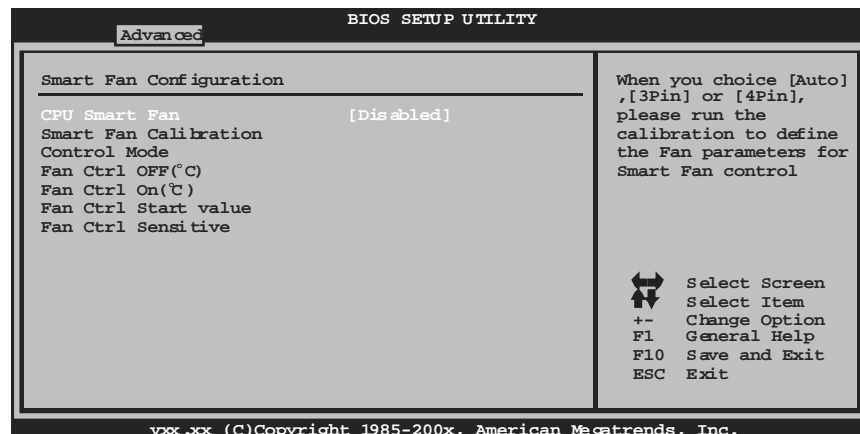 BIOS SETUP UTILITY
Advanced
Smart Fan Configuration
CPU Smart Fan [Disabled]
Smart Fan Calibration
Control Mode
Fan Ctrl OFF(°C)
Fan Ctrl On(°C)
Fan Ctrl Start value
Fan Ctrl Sensitive
When you choice [Auto]
,[3Pin] or [4Pin],
please run the
calibration to define
the Fan parameters for
Smart Fan control
Select Screen
Select Item
+- Change Option
F1 General Help
F10 Save and Exit
ESC Exit
vxx.xx (C)Copyright 1985-200x, American Megatrends, Inc.